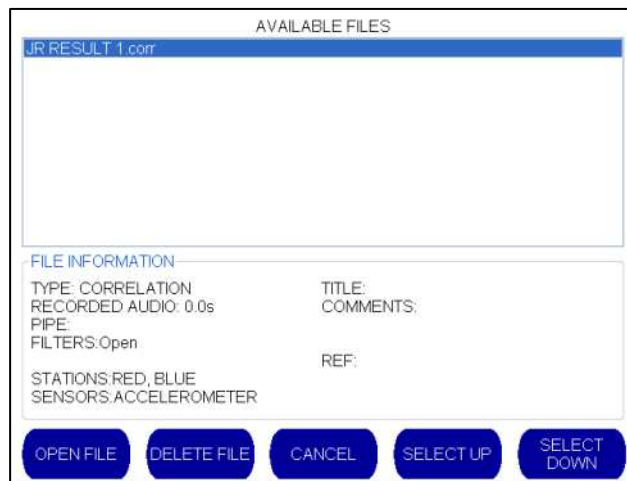 AVAILABLE FILES
JR RESULT 1.corr
FILE INFORMATION
TYPE: CORRELATION
RECORDED AUDIO: 0.0s
PIPE:
FILTERS:Open
STATIONS:RED, BLUE
SENSORS:ACCELEROMETER
TITLE:
COMMENTS:
REF:
OPEN FILE
DELETE FILE
CANCEL
SELECT UP
SELECT
DOWN